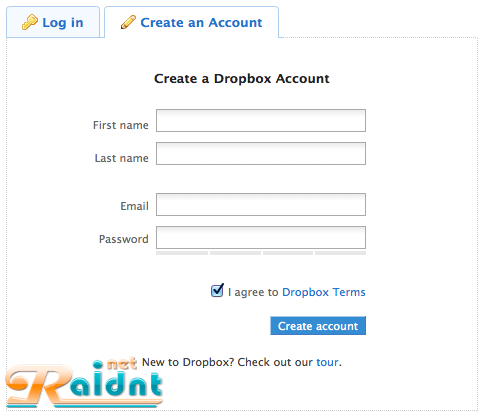 Log in
Create an Account
Create a Dropbox Account
First name
Last name
Email
Password
I agree to Dropbox Terms
Create account
New to Dropbox? Check out our tour.
net
Raidnt